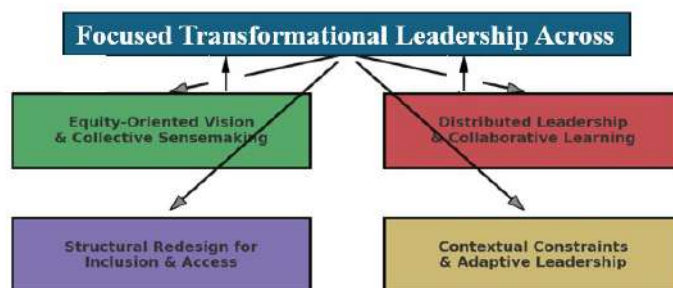 Focused Transformational Leadership Across
Equity-Oriented Vision
& Collective Sensemaking
Distributed Leadership
& Collaborative Learning
Structural Redesign for
Inclusion & Access
Contextual Constraints
& Adaptive Leadership